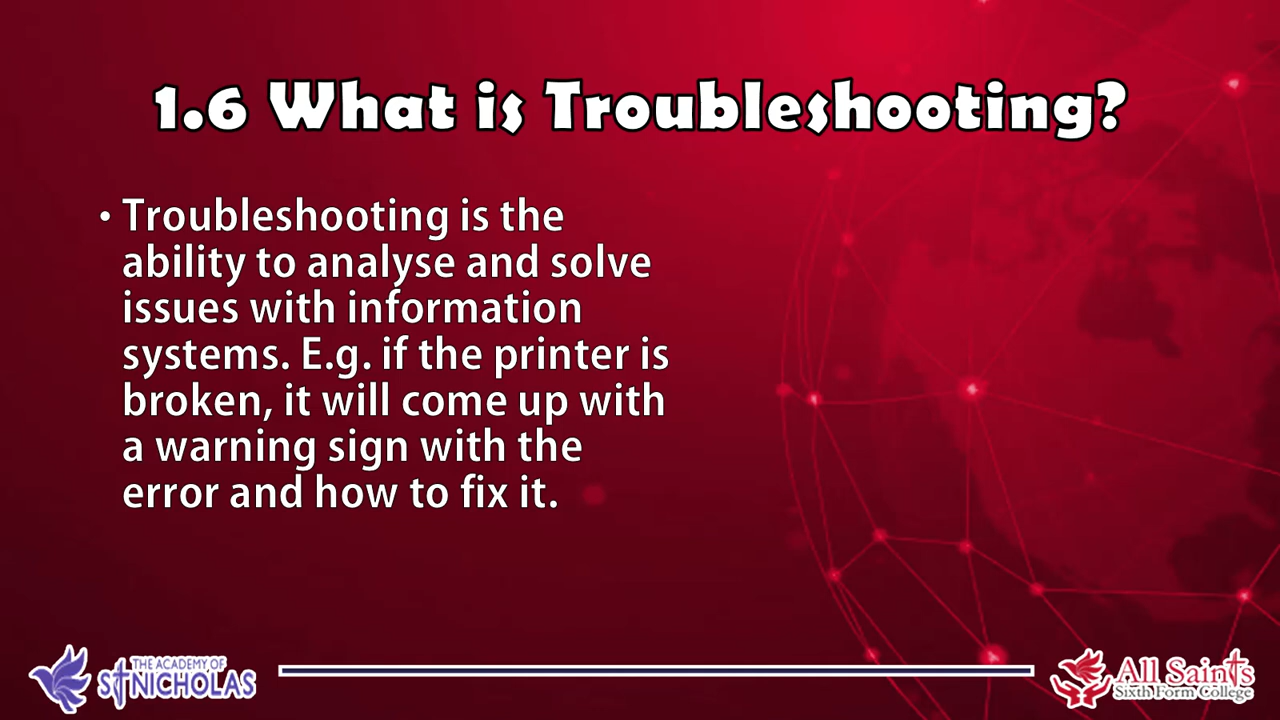 1.6 What is Troubleshooting?
• Troubleshooting is the
ability to analyse and solve
issues with information
systems. E.g. if the printer is
broken, it will come up with
a warning sign with the
error and how to fix it.
THE ACADEMY OF
ST NICHOLAS
All Saints
Sixth Form College